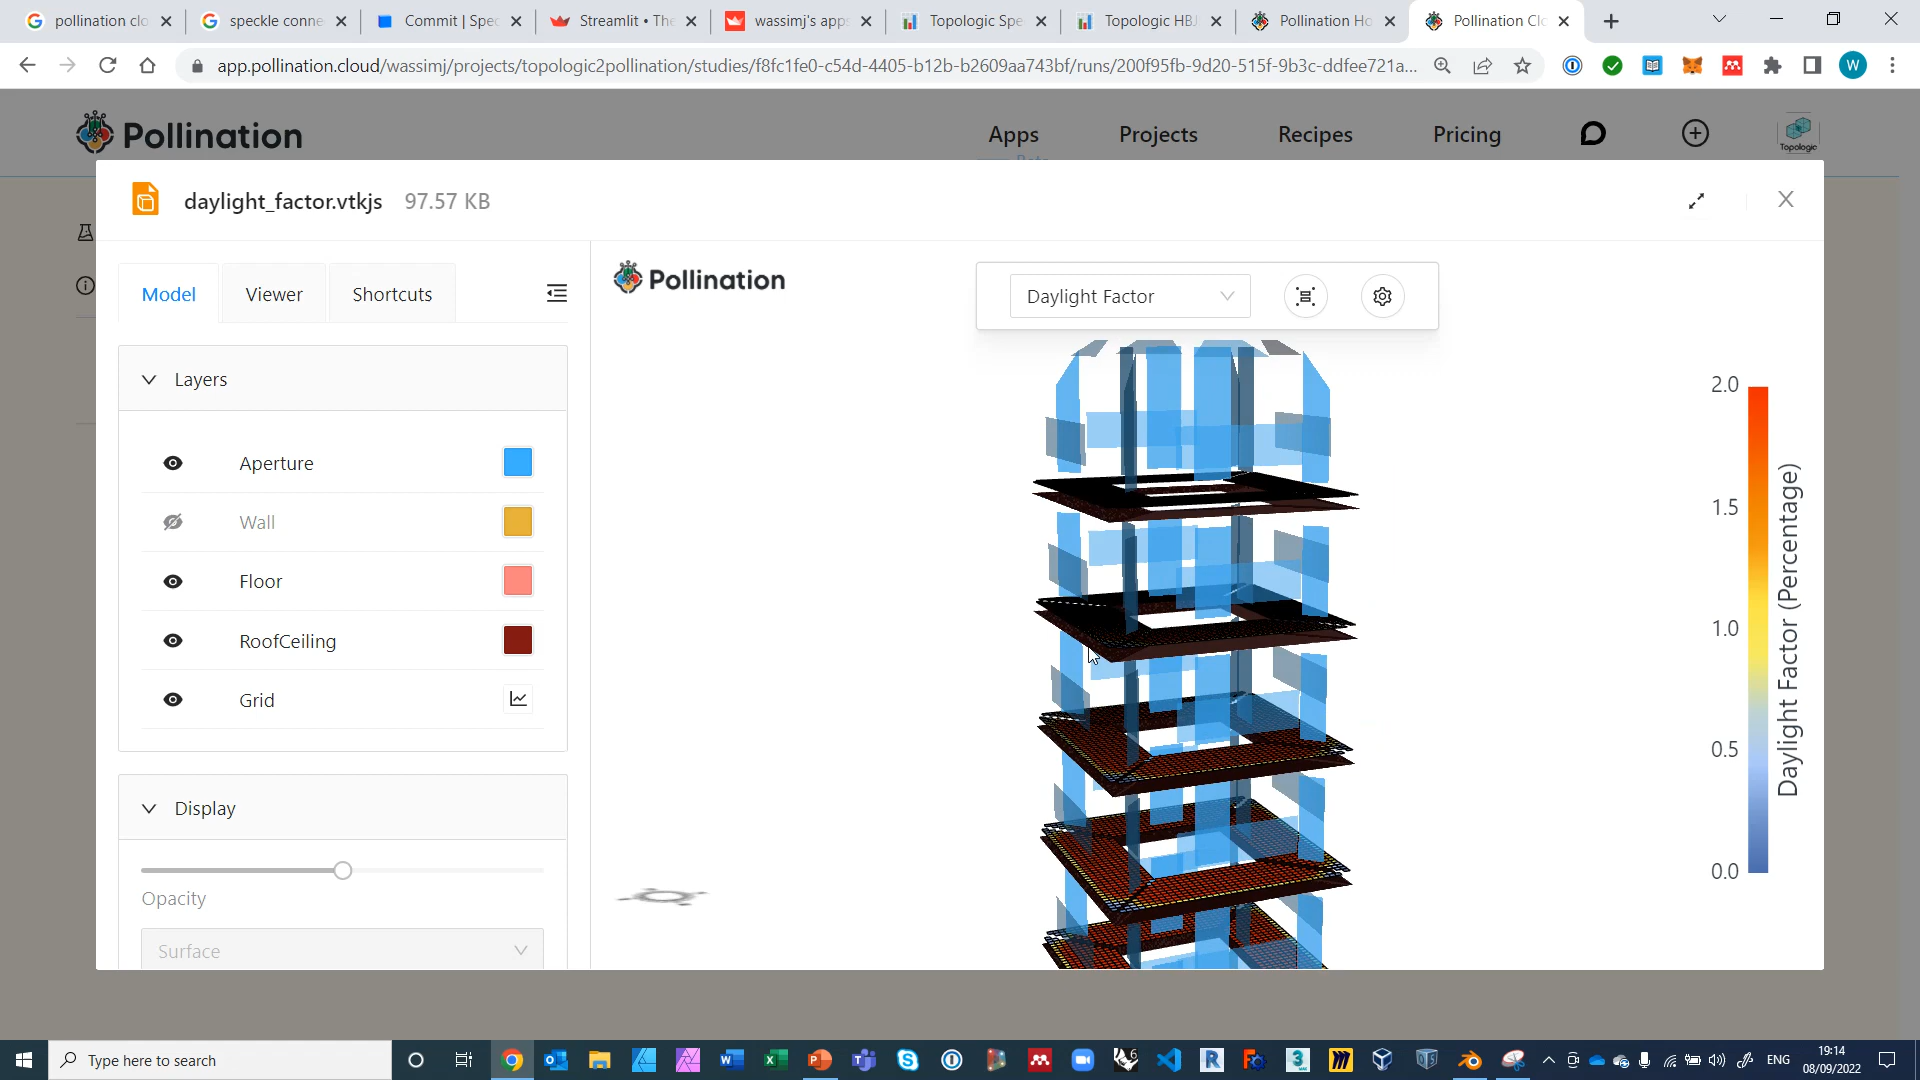 pollination clo
speckle conne
Commit | Spec
Streamlit • The
wassimj's apps
Topologic Spe
Topologic HBJ
Pollination Ho
Pollination Clo
app.pollination.cloud/wassimj/projects/topologic2pollination/studies/f8fc1fe0-c54d-4405-b12b-b2609aa743bf/runs/200f95fb-9d20-515f-9b3c-ddfee721a...
W
Pollination
Apps
Beta
Projects
Recipes
Pricing
Topologic
daylight_factor.vtkjs 97.57 KB
Model
Viewer
Shortcuts
Pollination
Daylight Factor
Layers
Aperture
Wall
Floor
RoofCeiling
Grid
Display
Opacity
Surface
2.0
1.5
1.0
0.5
0.0
Daylight Factor (Percentage)
Type here to search
ENG
19:14
08/09/2022